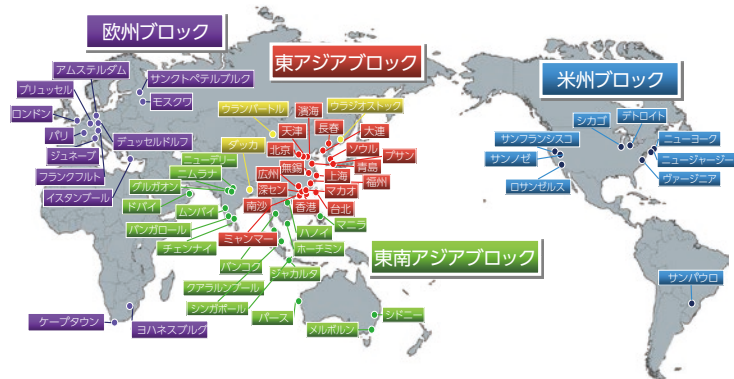 欧州ブロック
東アジアブロック
米州ブロック
東南アジアブロック
アムステルダム
サンクトペテルブルク
ブリュッセル
モスクワ
ロンドン
パリ
デュッセルドルフ
ジュネーブ
フランクフルト
イスタンブール
ケープタウン
ヨハネスブルグ
ウランバートル
濱海
ウラジオストック
天津
長春
大連
ダッカ
北京
ソウル
プサン
無錫
青島
広州
上海
福州
深セン
マカオ
南沙
香港
台北
ミャンマー
ニューデリー
ニムラナ
グルガオン
ドバイ
ムンバイ
バンガロール
チェンナイ
マニラ
ハノイ
ホーチミン
バンコク
ジャカルタ
クアラルンプール
シンガポール
パース
シドニー
メルボルン
シカゴ
デトロイト
サンフランシスコ
ニューヨーク
サンノゼ
ニュージャージー
ロサンゼルス
ヴァージニア
サンパウロ